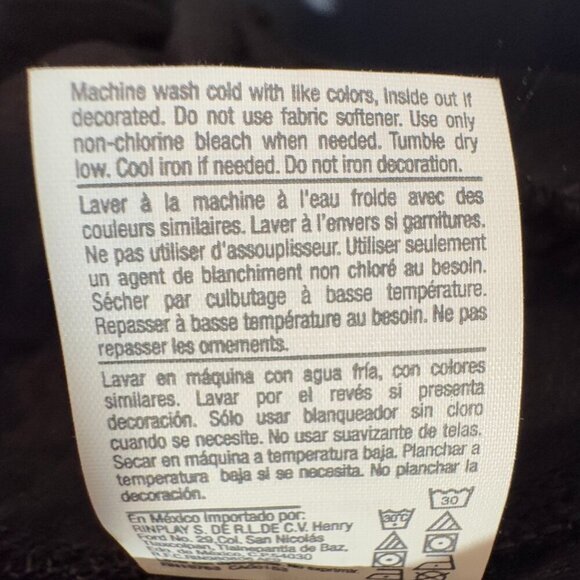 Machine wash cold with like colors, inside out if
decorated. Do not use fabric softener. Use only
non-chlorine bleach when needed. Tumble dry
low. Cool iron if needed. Do not iron decoration.
Laver à la machine à l'eau froide avec des
couleurs similaires. Laver à l'envers si garnitures.
Ne pas utiliser d'assouplisseur. Utiliser seulement
un agent de blanchiment non chloré au besoin.
Sécher par culbutage à basse température.
Repasser à basse température au besoin. Ne pas
repasser les ornements.
Lavar en máquina con agua fría, con colores
similares. Lavar por el revés si presenta
decoración. Sólo usar blanqueador sin cloro
cuando se necesite. No usar suavizante de telas.
Secar en máquina a temperatura baja. Planchar a
temperatura baja si se necesita. No planchar la
decoración.
En México Importado por:
RINPLAY S. DE R.L.DE C.V. Henry
Ford No. 29,Col. San Nicolás
Tlaxcolpan, Tlalnepantla de Baz,
Edo. de México, C.P.54030
30°C
30